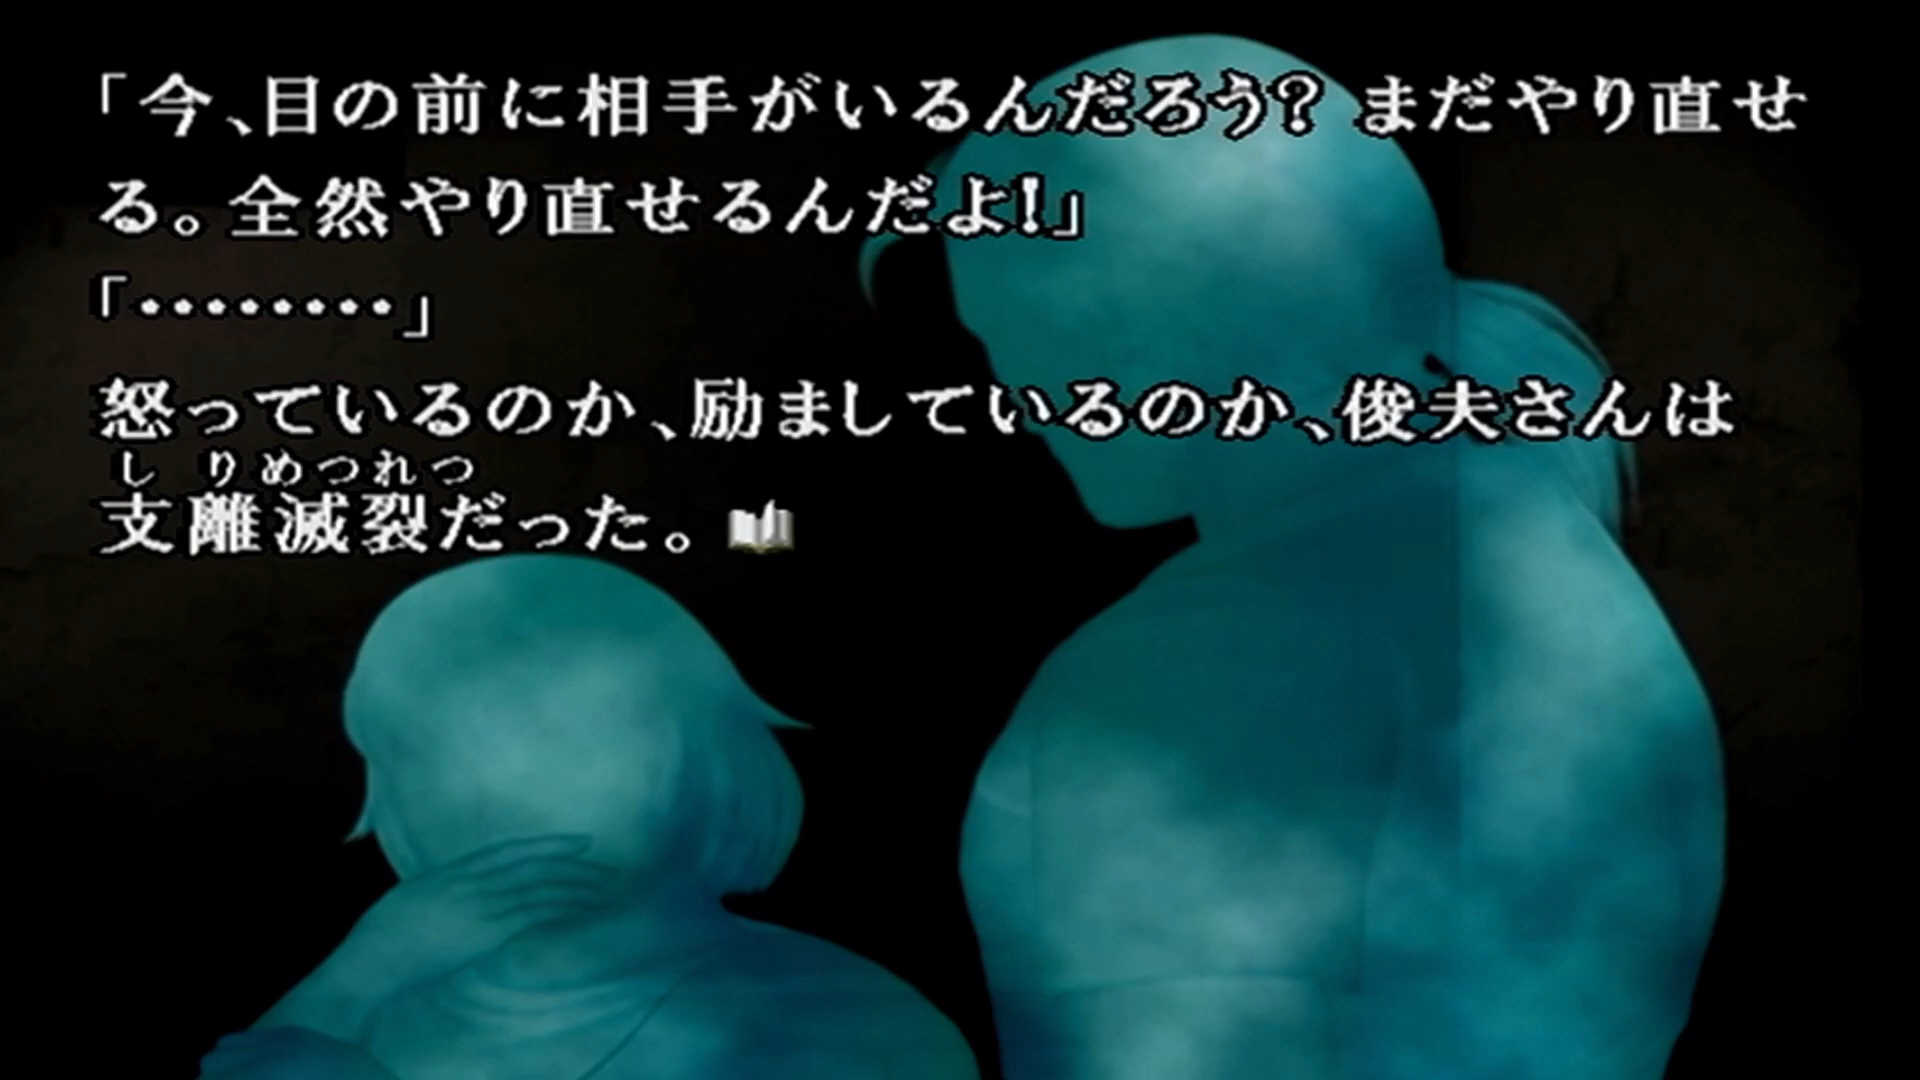 「今、目の前に相手がいるんだろう? まだやり直せ
る。全然やり直せるんだよ!」
「………」
怒っているのか、励ましているのか、俊夫さんは
しりめつれつ
支離滅裂だった。